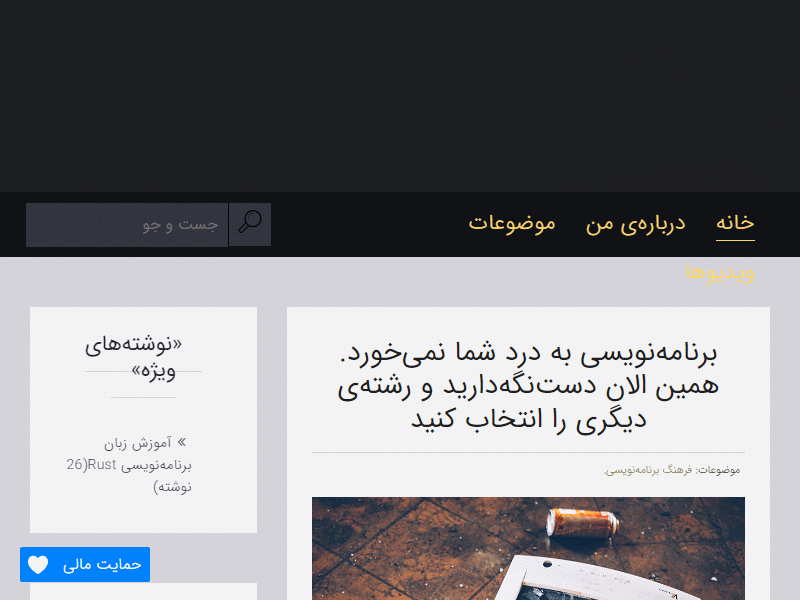 خانه
درباره‌ی من
موضوعات
جست و جو
ویدیوها
برنامه‌نویسی به درد شما نمی‌خورد.
همین الان دست‌نگه‌دارید و رشته‌ی
دیگری را انتخاب کنید
موضوعات: فرهنگ برنامه‌نویسی,
«نوشته‌های
ویژه»
» آموزش زبان
برنامه‌نویسی Rust(26
نوشته)
حمایت مالی